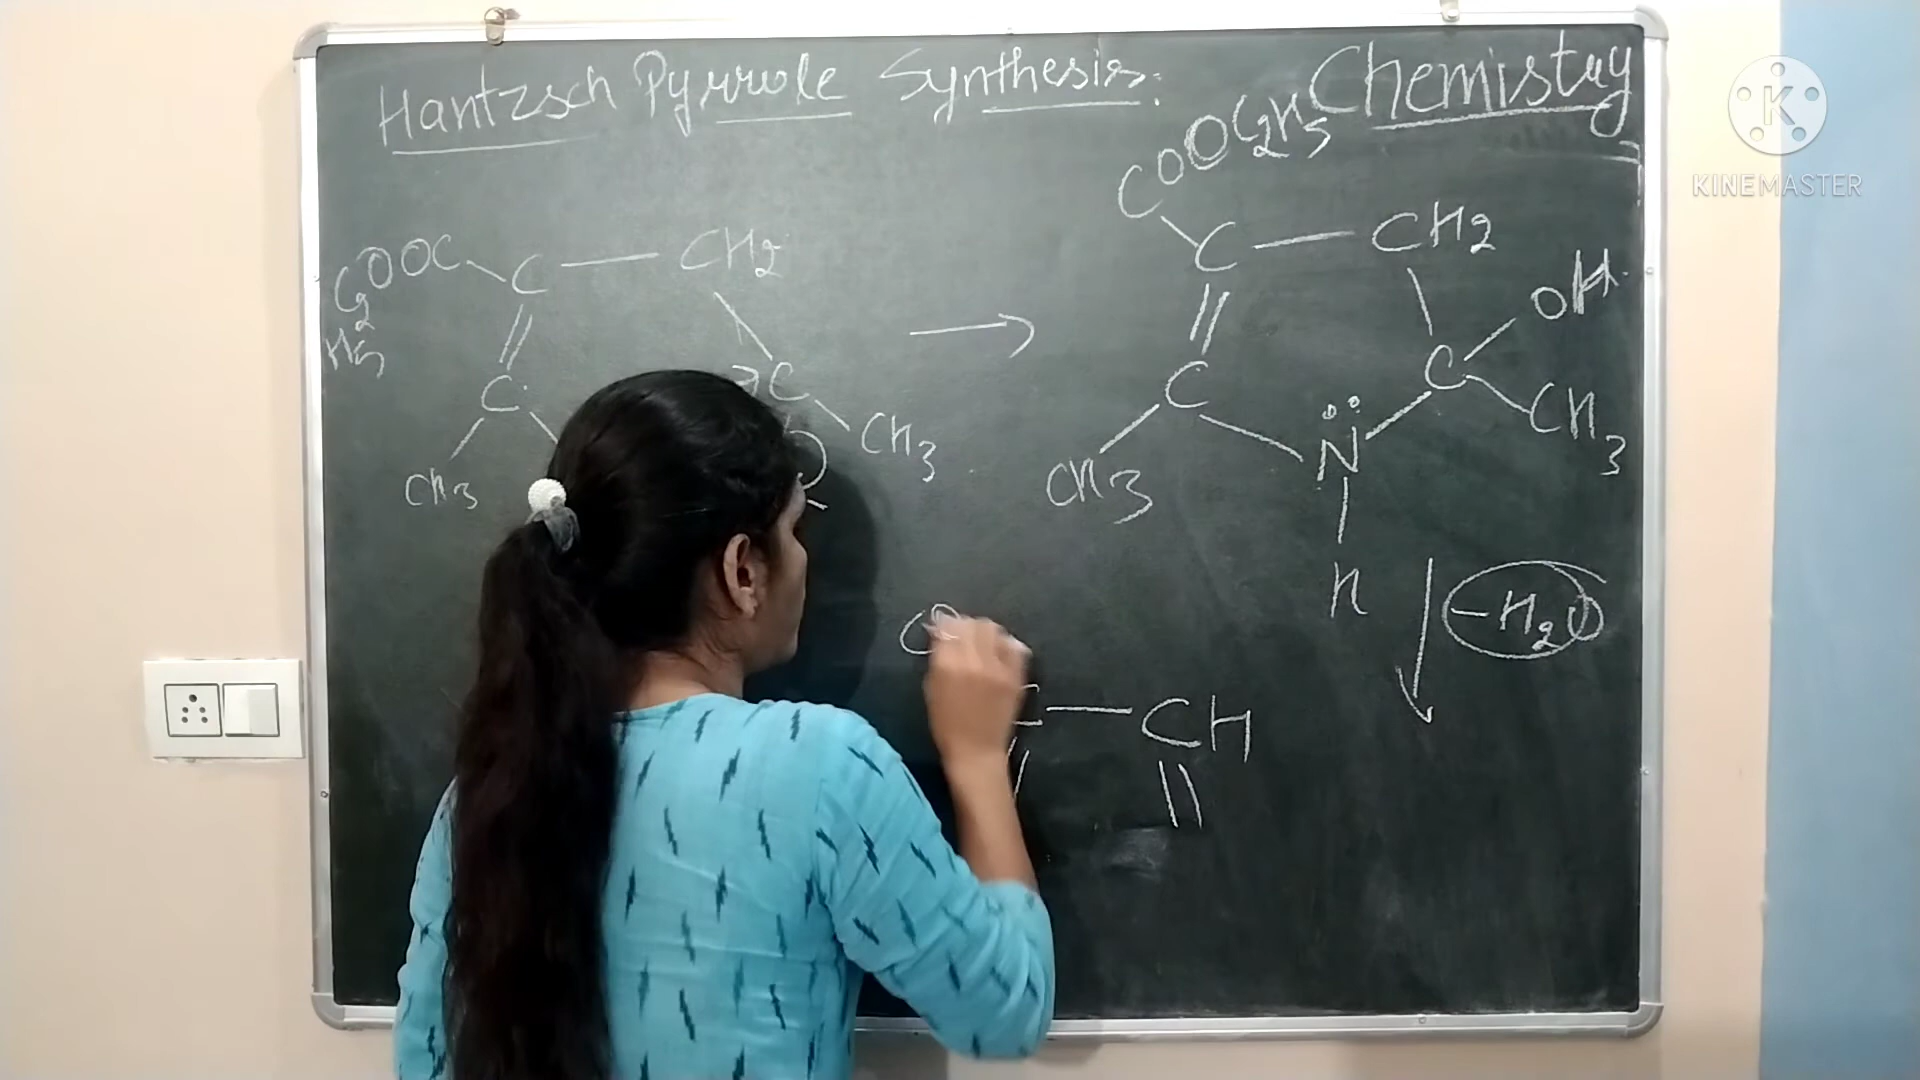 Hantzsch Pyrrole Synthesis:
Chemistry
KINEMASTER
COOC2H5
C CH2
OH
C
C
CH3
N
CH3
H
-H2O
C2H5OOC
C CH2
C
C
CH3
CH3
C CH